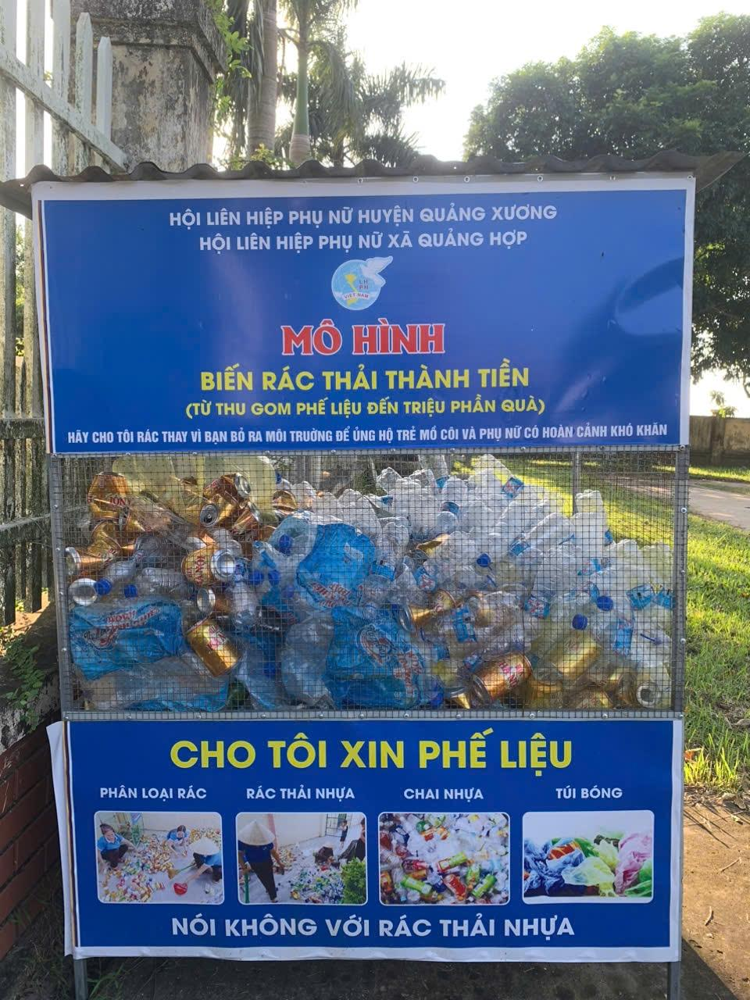 HỘI LIÊN HIỆP PHỤ NỮ HUYỆN QUẢNG XƯƠNG
HỘI LIÊN HIỆP PHỤ NỮ XÃ QUẢNG HỢP
LH
PN
VIỆT NAM
MÔ HÌNH
BIẾN RÁC THẢI THÀNH TIỀN
(TỪ THU GOM PHẾ LIỆU ĐẾN TRIỆU PHẦN QUÀ)
HÃY CHO TÔI RÁC THAY VÌ BẠN BỎ RA MÔI TRUỜNG ĐỂ ỦNG HỘ TRẺ MỒ CÔI VÀ PHỤ NỮ CÓ HOÀN CẢNH KHÓ KHĂN
CHO TÔI XIN PHẾ LIỆU
PHÂN LOẠI RÁC
RÁC THẢI NHỰA
CHAI NHỰA
TÚI BÓNG
NÓI KHÔNG VỚI RÁC THẢI NHỰA